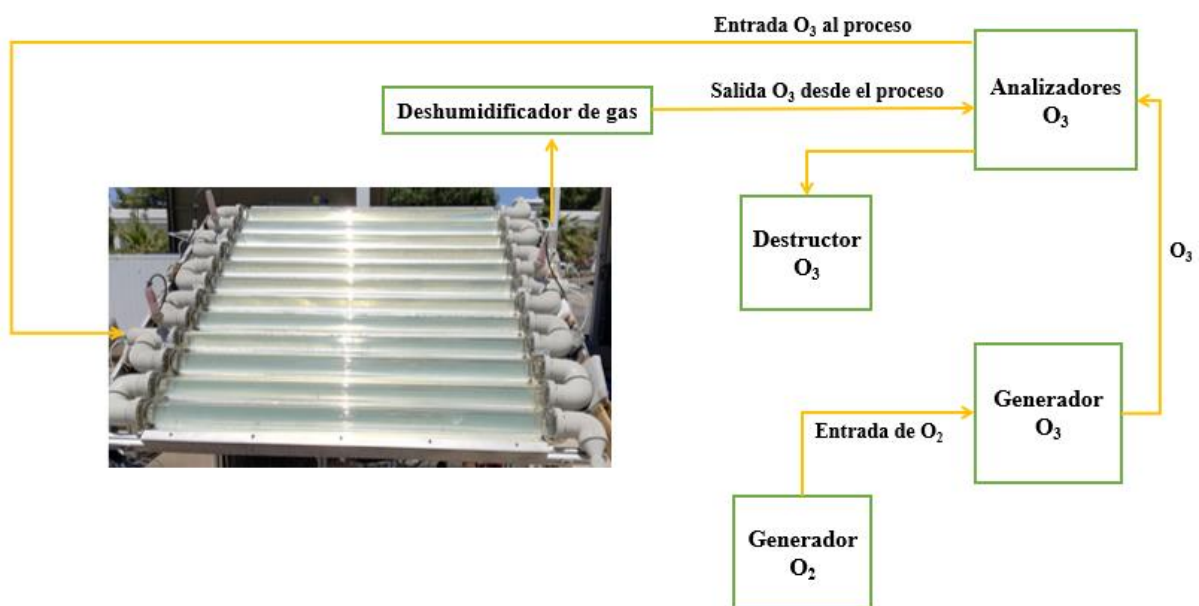 Entrada O₃ al proceso
Deshumidificador de gas
Salida O₃ desde el proceso
Analizadores
O₃
Destructor
O₃
O₃
Entrada de O₂
Generador
O₃
Generador
O₂